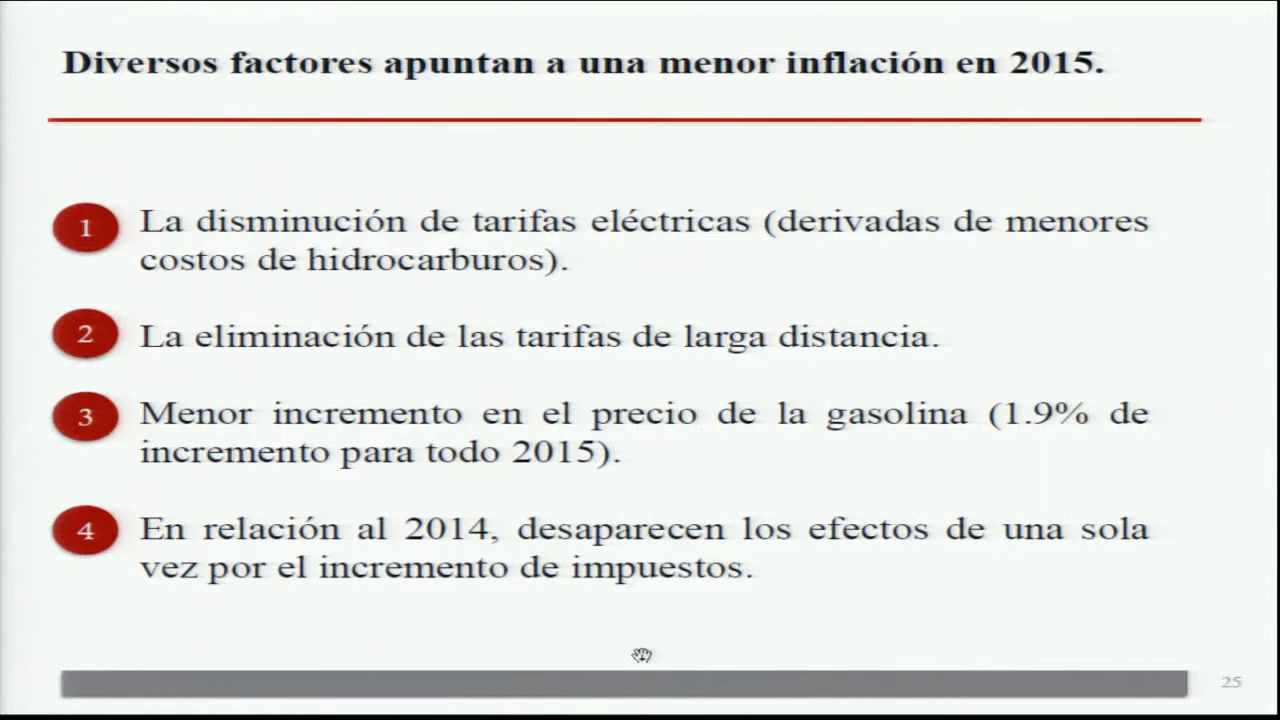 Diversos factores apuntan a una menor inflación en 2015.
1 La disminución de tarifas eléctricas (derivadas de menores
costos de hidrocarburos).
2 La eliminación de las tarifas de larga distancia.
3 Menor incremento en el precio de la gasolina (1.9% de
incremento para todo 2015).
4 En relación al 2014, desaparecen los efectos de una sola
vez por el incremento de impuestos.
25